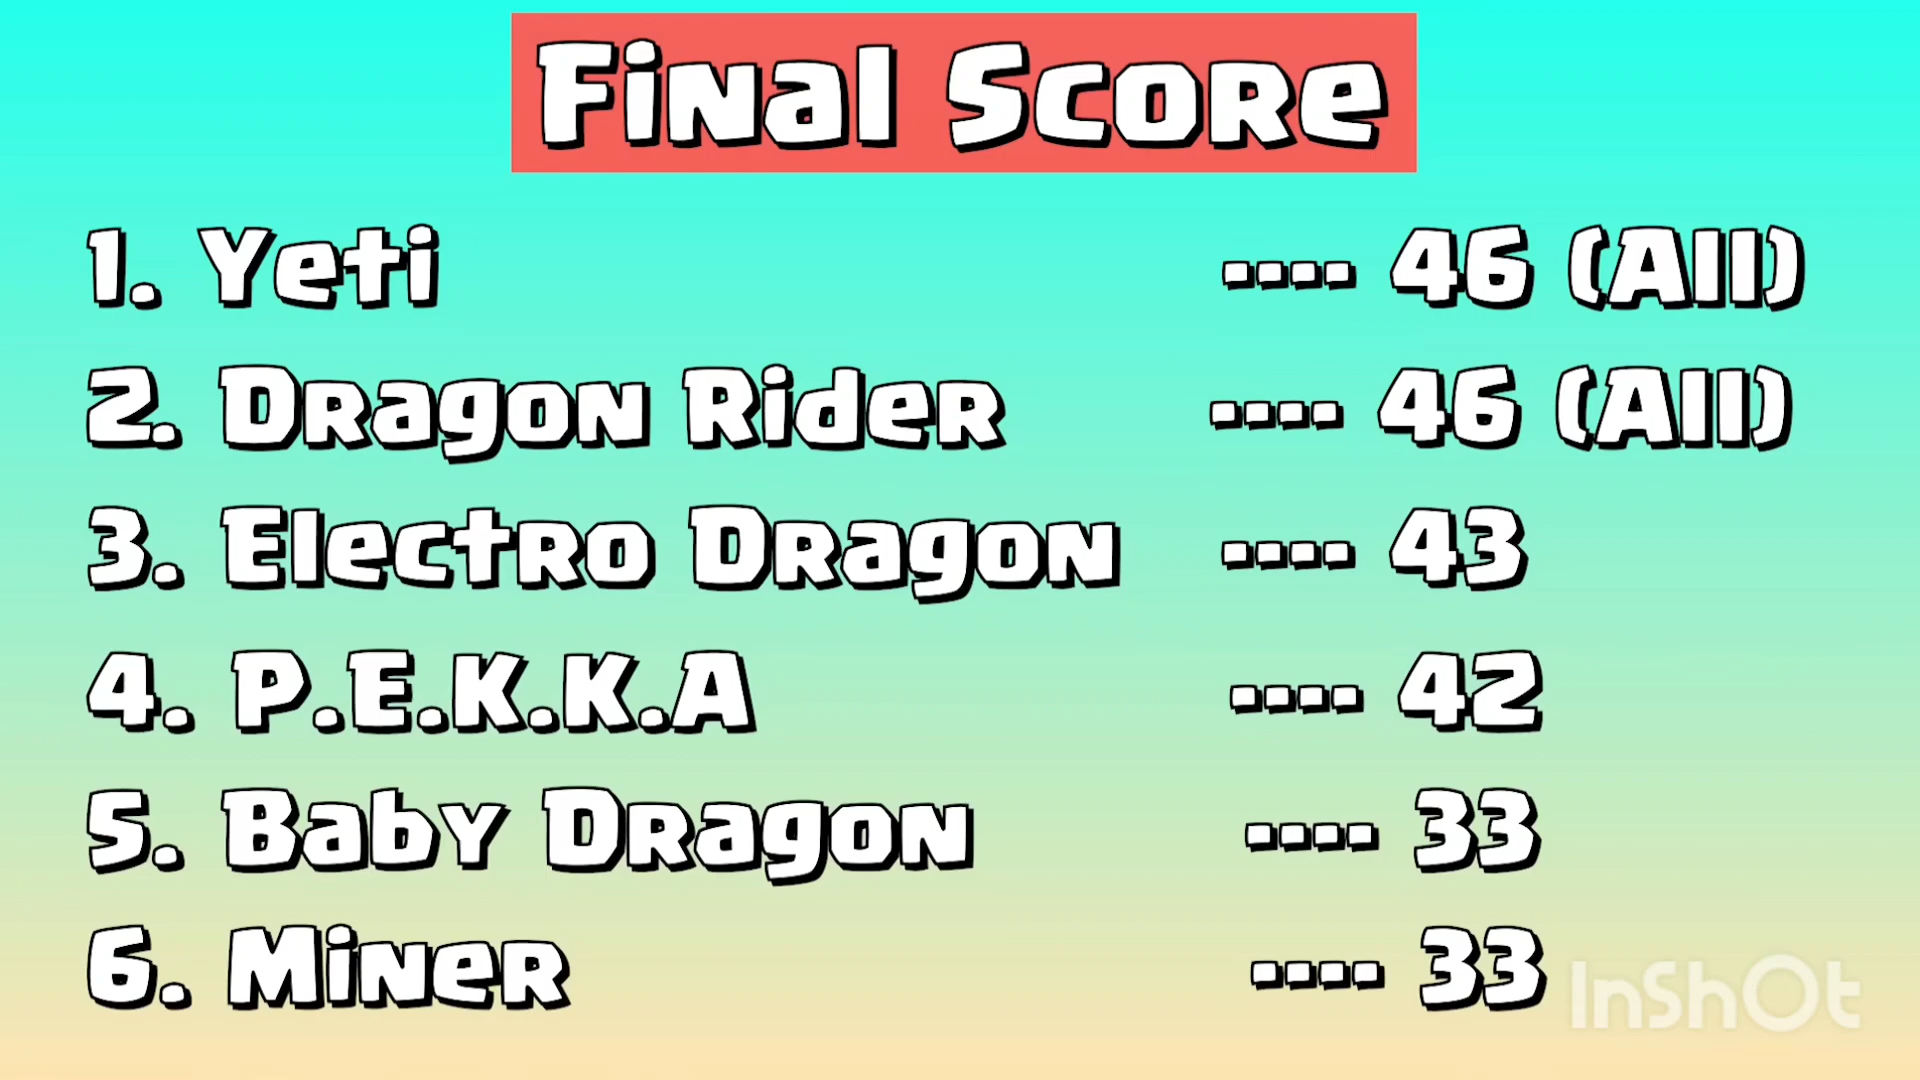 Final Score
1. Yeti ---- 46 (All)
2. Dragon Rider ---- 46 (All)
3. Electro Dragon ---- 43
4. P.E.K.K.A ---- 42
5. Baby Dragon ---- 33
6. Miner ---- 33
InShOt